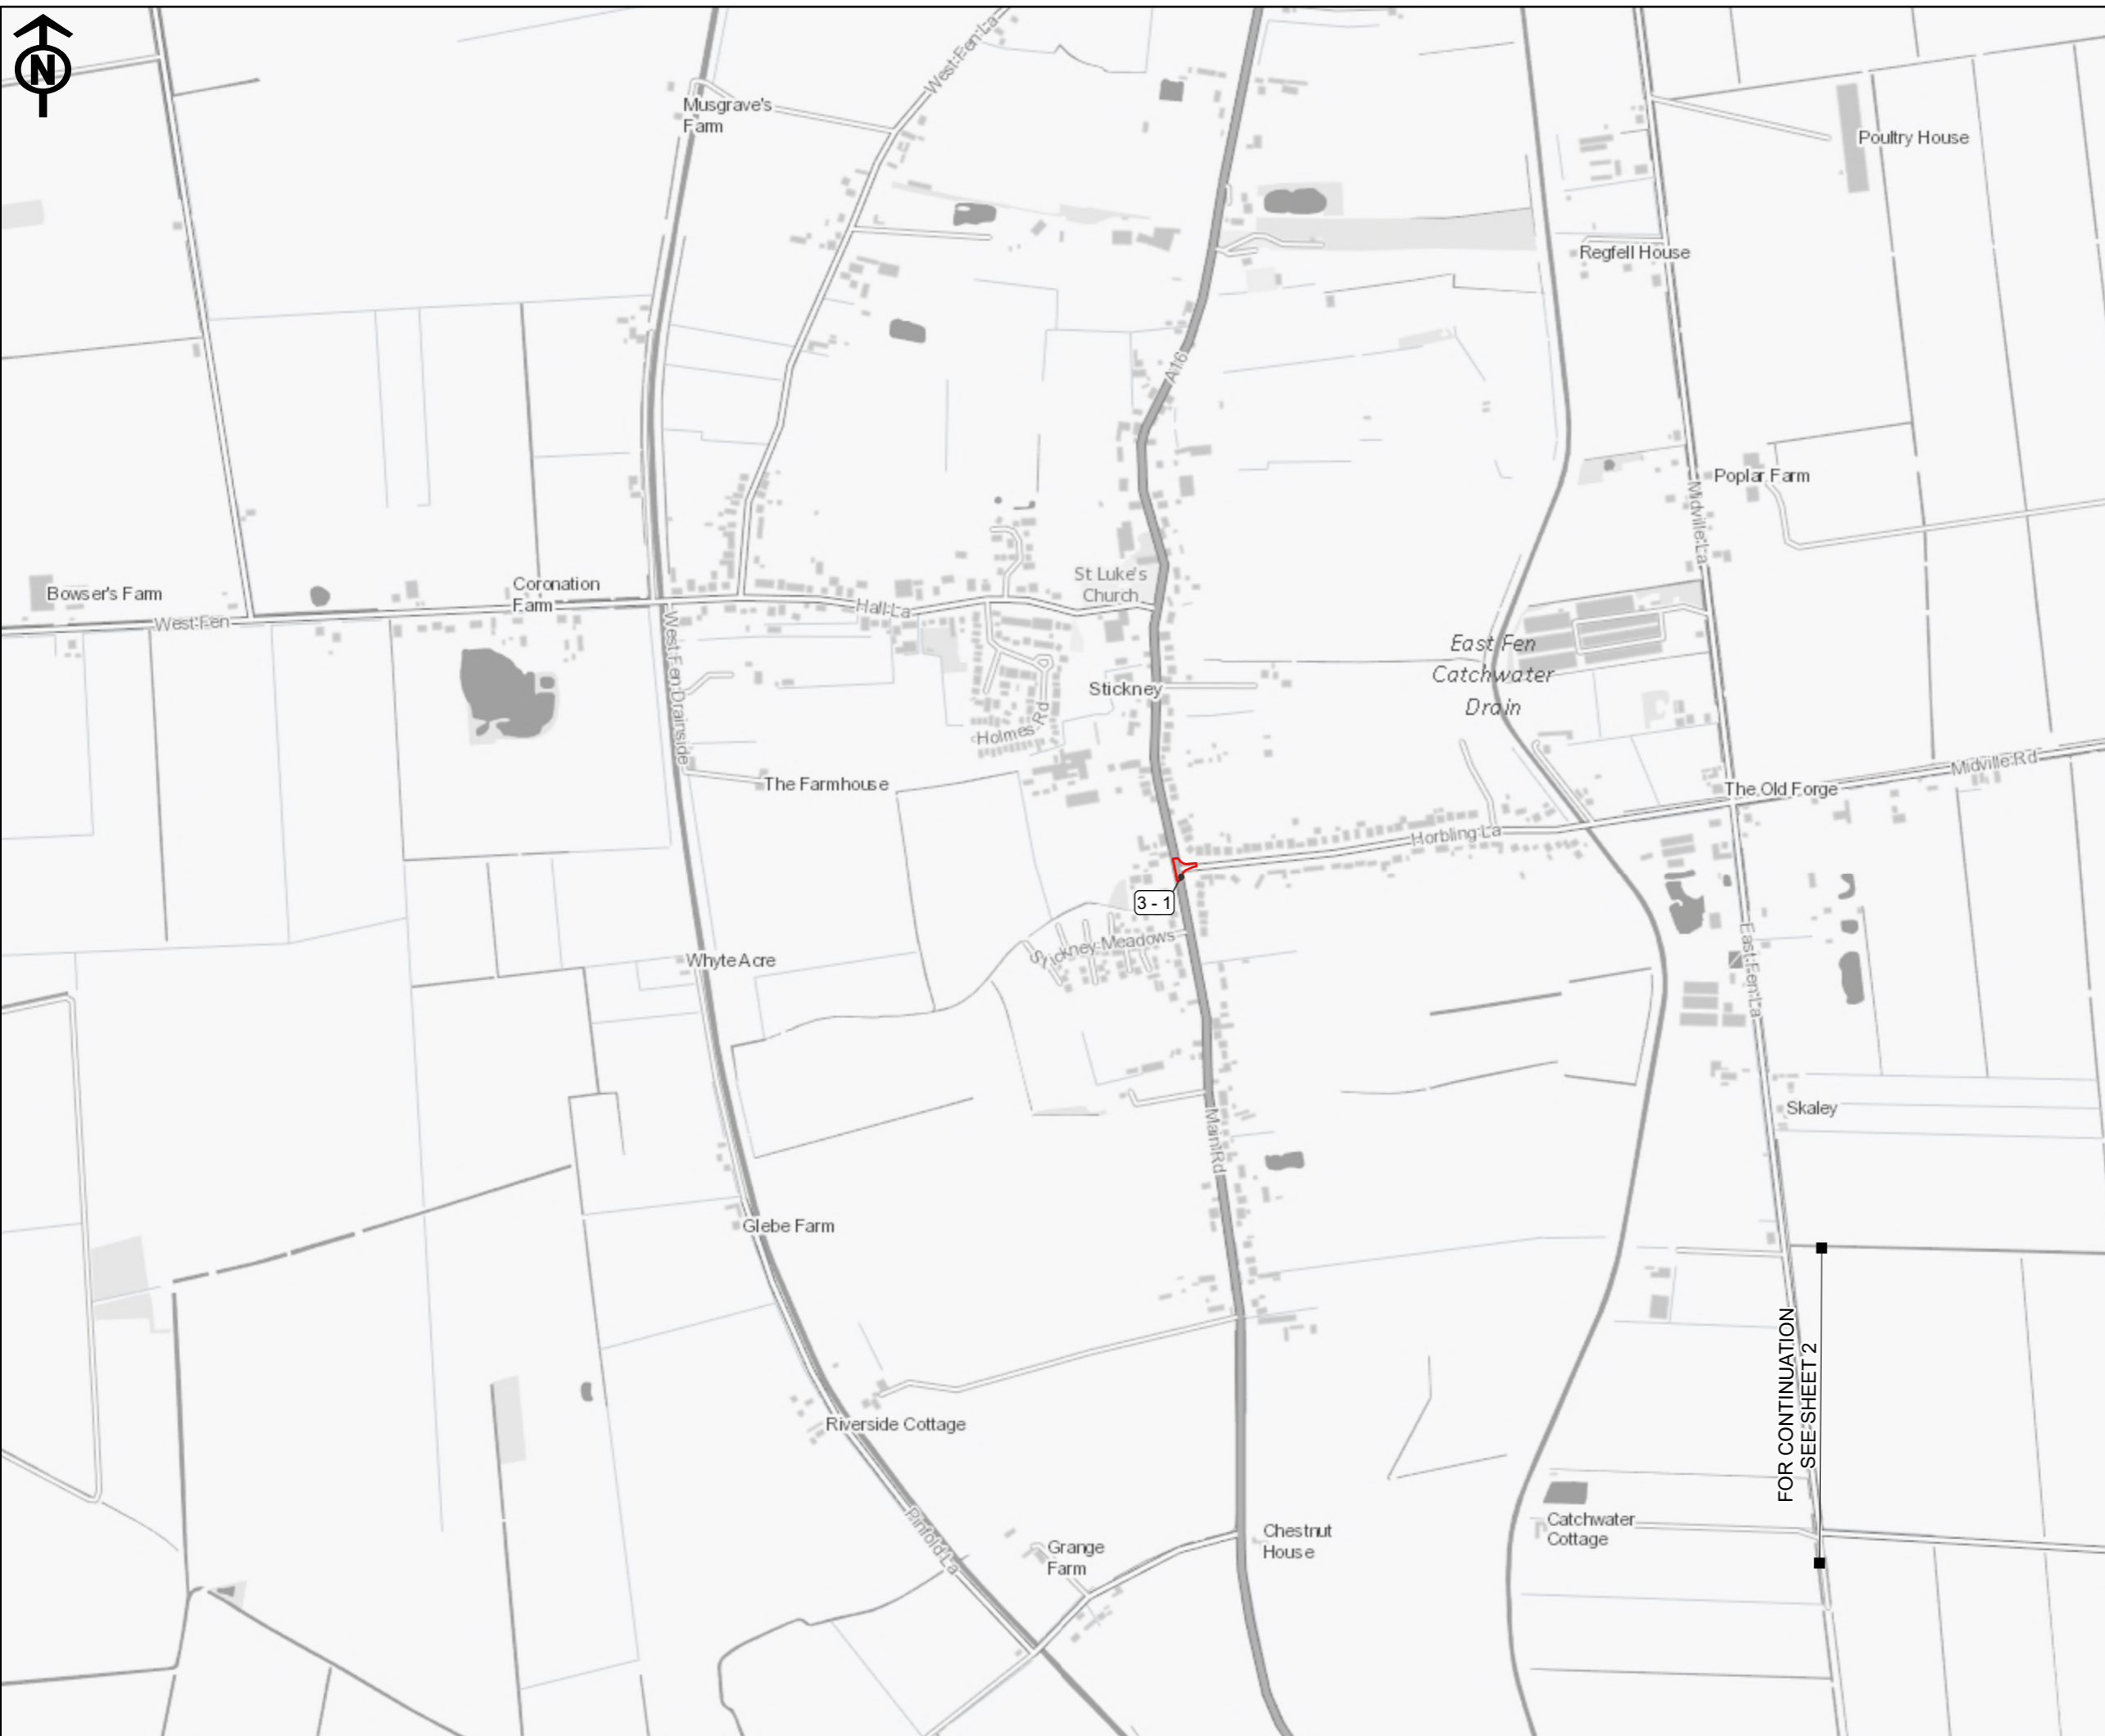 N
West Fen La
Musgrave's
Farm
Poultry House
Regfell House
A16
Poplar Farm
Midville La
St Luke's
Church
Coronation
Farm
Bowser's Farm
West Fen
Hall La
West Fen Drainside
East Fen
Catchwater
Drain
Stickney
Holmes Rd
Midville Rd
The Farmhouse
The Old Forge
Horbling La
3 - 1
Stickney Meadows
Whyte Acre
East Fen La
Skaley
Main Rd
Glebe Farm
FOR CONTINUATION
SEE SHEET 2
Riverside Cottage
Pinfold La
Grange
Farm
Chestnut
House
Catchwater
Cottage